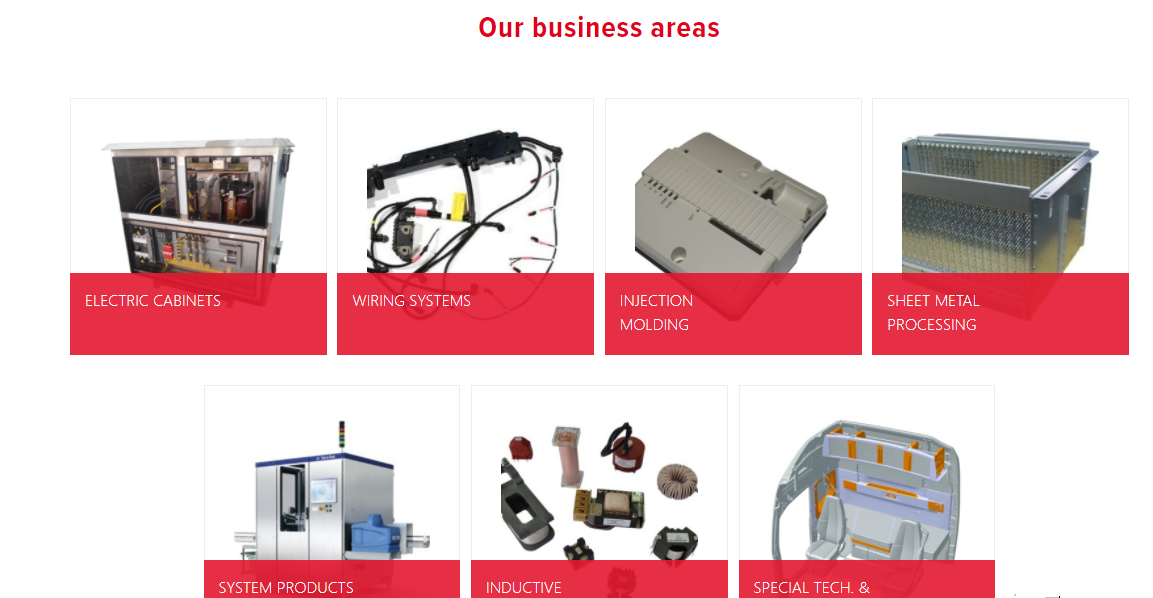 Our business areas
ELECTRIC CABINETS
WIRING SYSTEMS
INJECTION
MOLDING
SHEET METAL
PROCESSING
SYSTEM PRODUCTS
INDUCTIVE
SPECIAL TECH. &